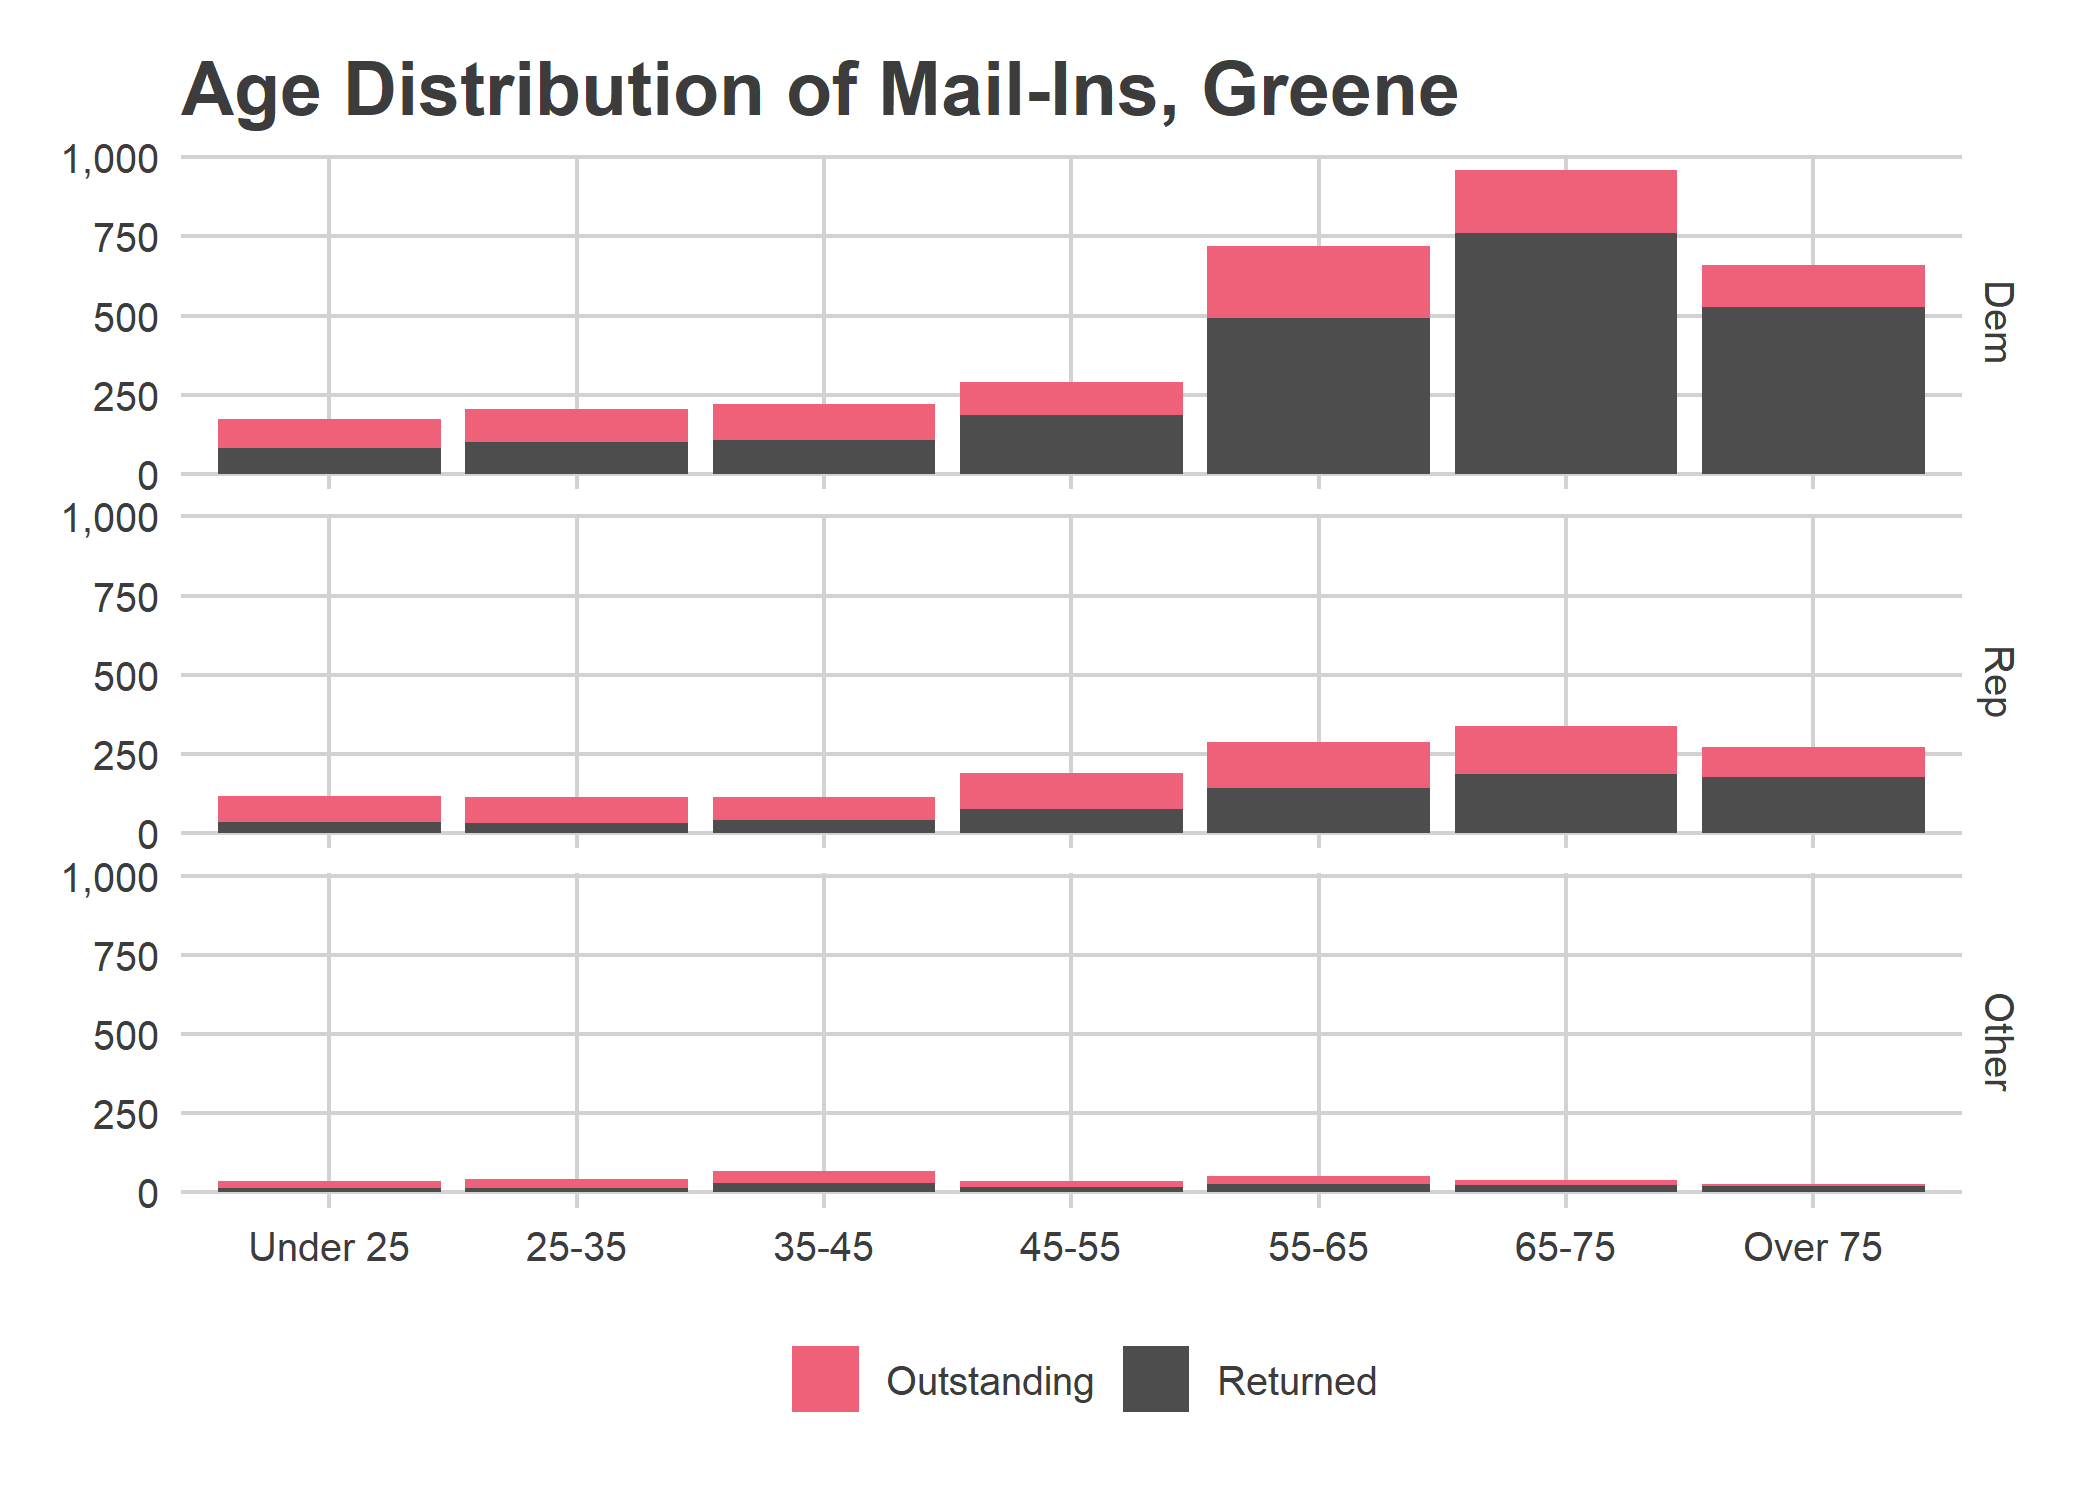 Age Distribution of Mail-Ins, Greene
1,000
750
500
250
0
Dem
1,000
750
500
250
0
Rep
1,000
750
500
250
0
Other
Under 25 25-35 35-45 45-55 55-65 65-75 Over 75
Outstanding Returned